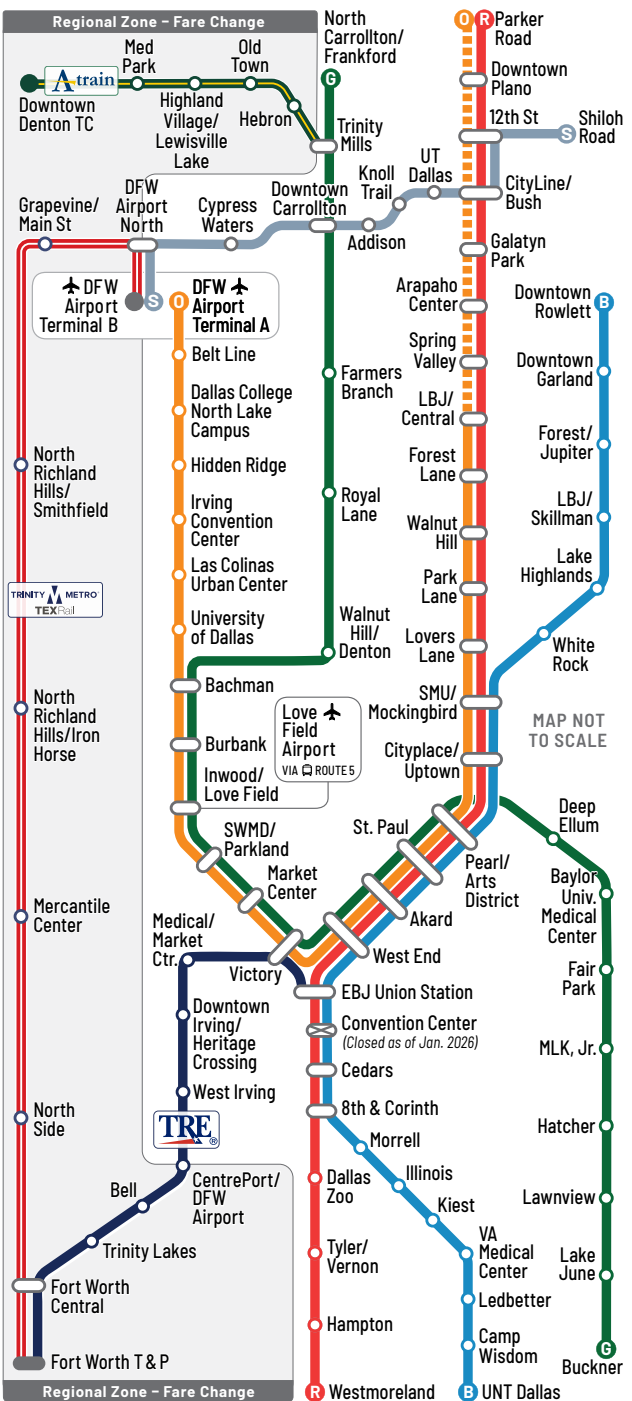 Regional Zone – Fare Change
North
Carrollton/
Frankford
O
R
Parker
Road
Med
Park
Old
Town
A train
Downtown
Denton TC
Highland
Village/
Lewisville
Lake
Hebron
G
Trinity
Mills
Downtown
Plano
12th St
S
Shiloh
Road
UT
Dallas
Knoll
Trail
CityLine/
Bush
Grapevine/
Main St
DFW
Airport
North
Cypress
Waters
Downtown
Carrollton
Addison
Galatyn
Park
DFW
Airport
Terminal B
S
O
DFW
Airport
Terminal A
Arapaho
Center
Downtown
Rowlett
B
Belt Line
Spring
Valley
Downtown
Garland
Farmers
Branch
Dallas College
North Lake
Campus
LBJ/
Central
Forest/
Jupiter
North
Richland
Hills/
Smithfield
Hidden Ridge
Royal
Lane
Forest
Lane
LBJ/
Skillman
Irving
Convention
Center
Walnut
Hill
Lake
Highlands
TRINITY METRO
TEXRail
Las Colinas
Urban Center
Park
Lane
University
of Dallas
Walnut
Hill/
Denton
Lovers
Lane
White
Rock
Bachman
North
Richland
Hills/Iron
Horse
SMU/
Mockingbird
MAP NOT
TO SCALE
Love
Field
Airport
VIA ROUTE 5
Burbank
Cityplace/
Uptown
Inwood/
Love Field
SWMD/
Parkland
St. Paul
Deep
Ellum
Market
Center
Pearl/
Arts
District
Baylor
Univ.
Medical
Center
Mercantile
Center
Akard
Medical/
Market
Ctr.
Victory
West End
EBJ Union Station
Fair
Park
Downtown
Irving/
Heritage
Crossing
Convention Center
(Closed as of Jan. 2026)
MLK, Jr.
Cedars
West Irving
8th & Corinth
North
Side
TRE®
Morrell
Hatcher
CentrePort/
DFW
Airport
Dallas
Zoo
Illinois
Bell
Kiest
Lawnview
Trinity Lakes
Tyler/
Vernon
VA
Medical
Center
Lake
June
Fort Worth
Central
Ledbetter
Hampton
Camp
Wisdom
G
Buckner
Fort Worth T & P
Regional Zone – Fare Change
R
Westmoreland
B
UNT Dallas